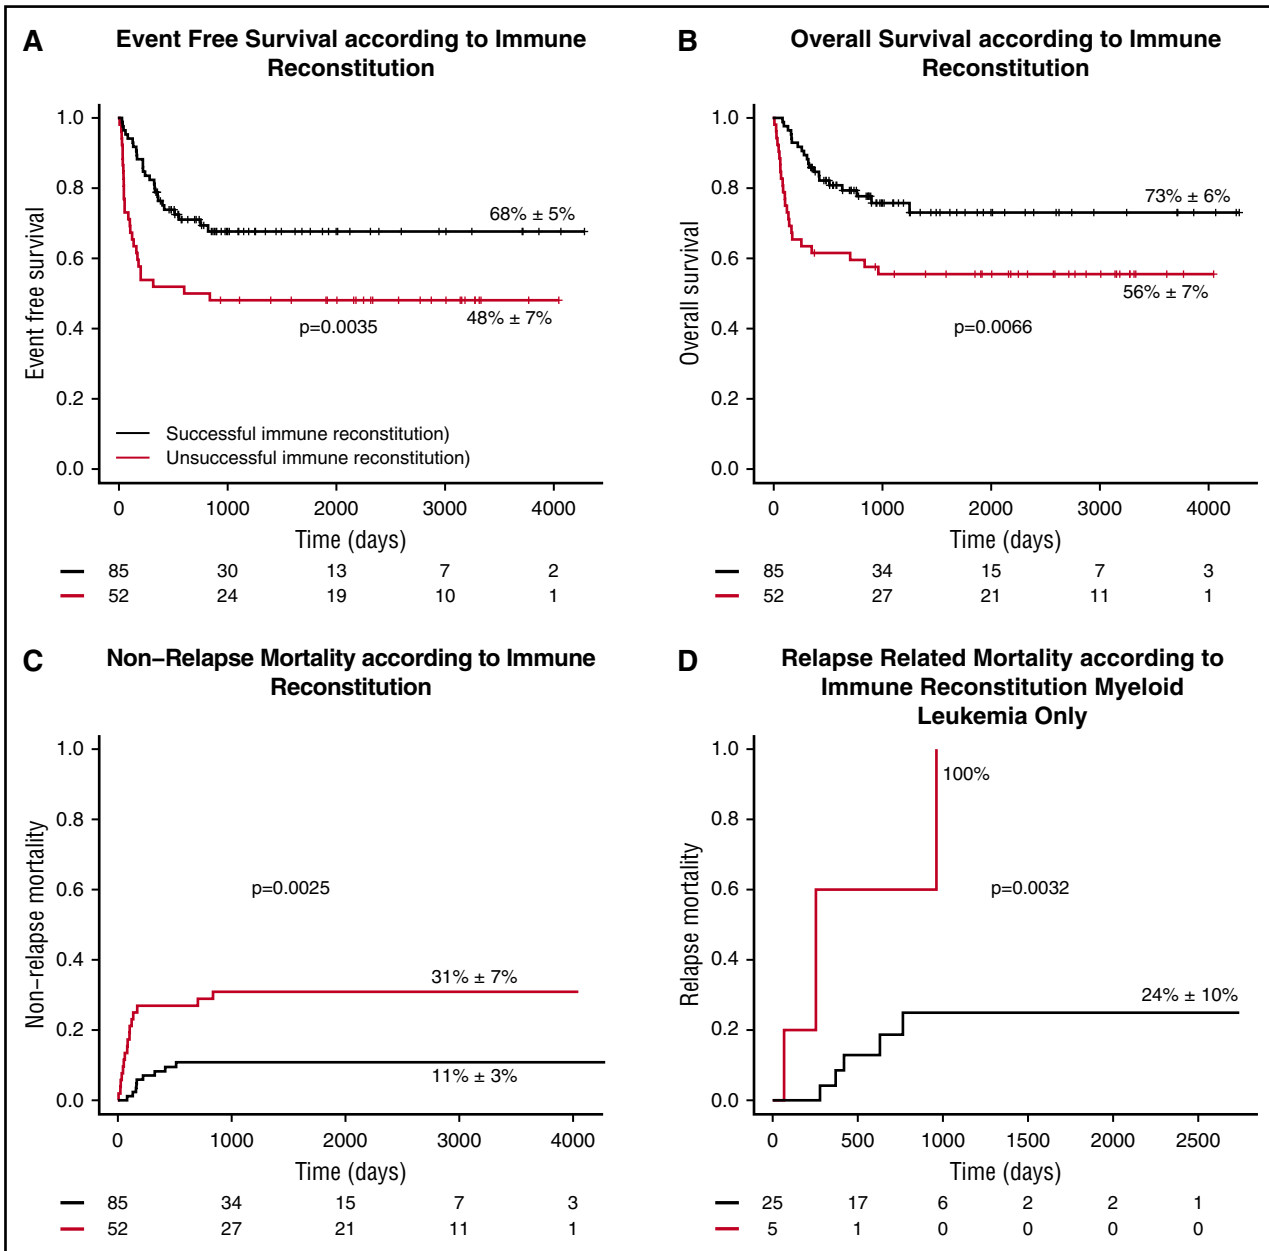 A
Event Free Survival according to Immune
Reconstitution
Event free survival
1.0
0.8
0.6
0.4
0.2
0.0
68% ± 5%
48% ± 7%
p=0.0035
Successful immune reconstitution)
Unsuccessful immune reconstitution)
0 1000 2000 3000 4000
Time (days)
85 30 13 7 2
52 24 19 10 1
B
Overall Survival according to Immune
Reconstitution
Overall survival
1.0
0.8
0.6
0.4
0.2
0.0
73% ± 6%
56% ± 7%
p=0.0066
0 1000 2000 3000 4000
Time (days)
85 34 15 7 3
52 27 21 11 1
C
Non−Relapse Mortality according to Immune
Reconstitution
Non−relapse mortality
1.0
0.8
0.6
0.4
0.2
0.0
p=0.0025
31% ± 7%
11% ± 3%
0 1000 2000 3000 4000
Time (days)
85 34 15 7 3
52 27 21 11 1
D
Relapse Related Mortality according to
Immune Reconstitution Myeloid
Leukemia Only
Relapse mortality
1.0
0.8
0.6
0.4
0.2
0.0
100%
p=0.0032
24% ± 10%
0 500 1000 1500 2000 2500
Time (days)
25 17 6 2 2 1
5 1 0 0 0 0